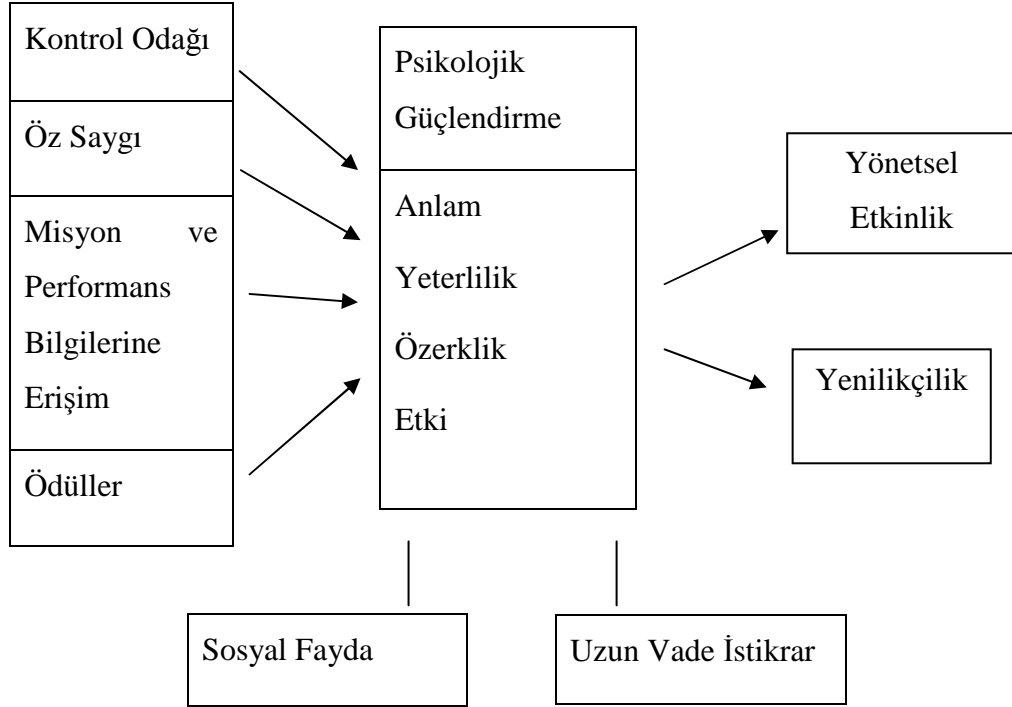 Kontrol Odağı
Öz Saygı
Misyon ve
Performans
Bilgilerine
Erişim
Ödüller
Psikolojik
Güçlendirme
Anlam
Yeterlilik
Özerklik
Etki
Yönetsel
Etkinlik
Yenilikçilik
Sosyal Fayda
Uzun Vade İstikrar